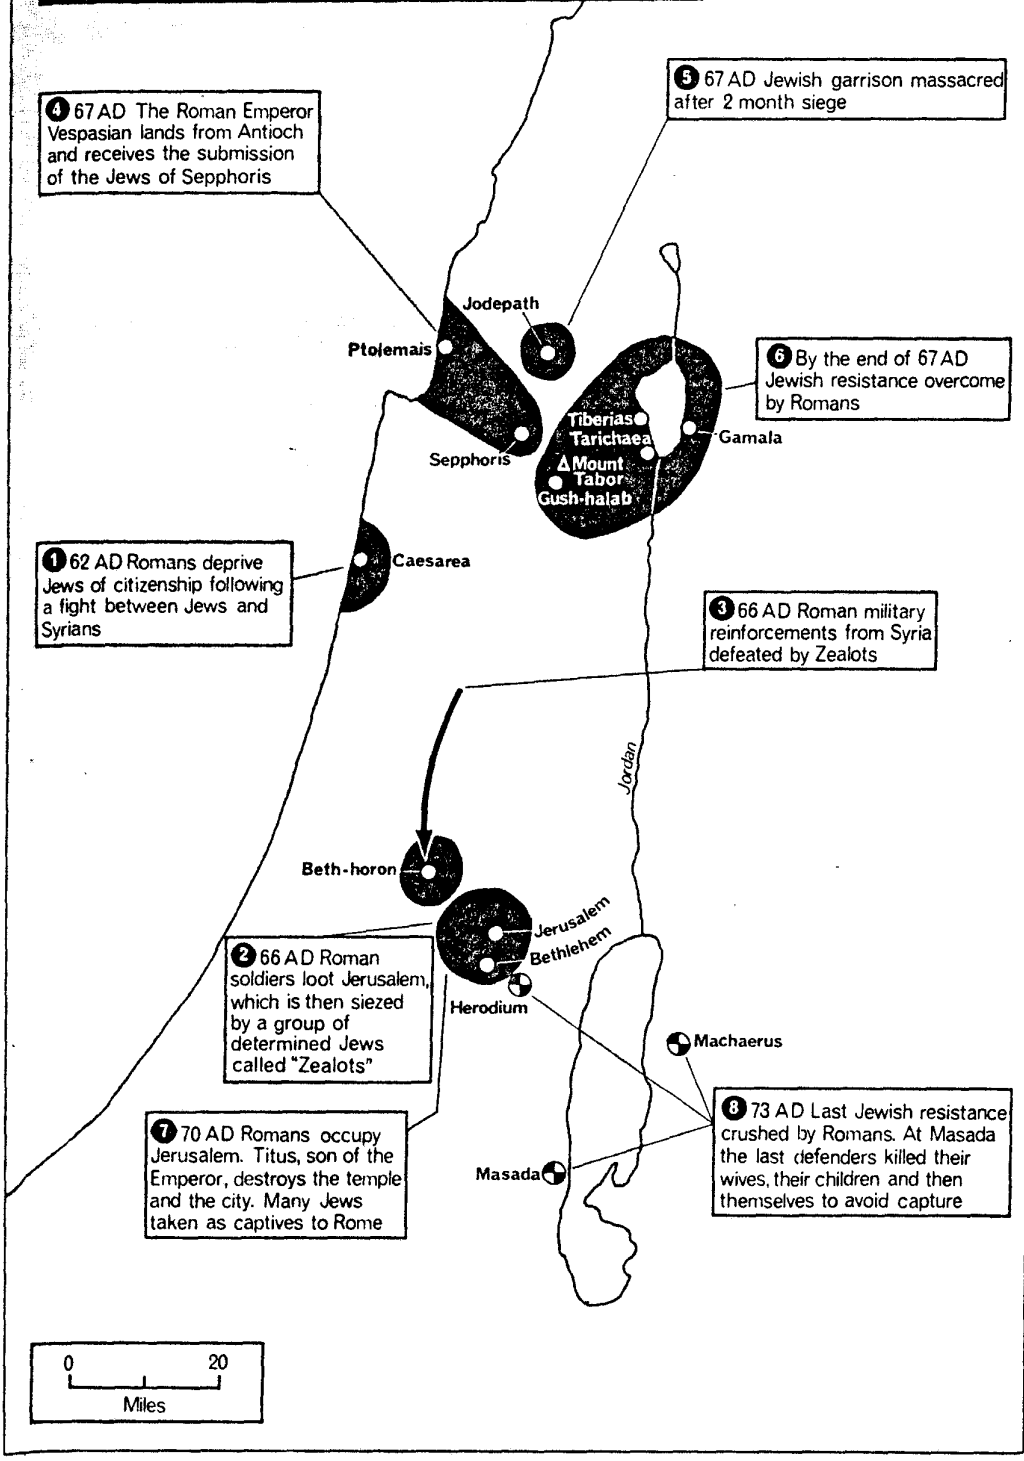 4 67 AD The Roman Emperor
Vespasian lands from Antioch
and receives the submission
of the Jews of Sepphoris
5 67 AD Jewish garrison massacred
after 2 month siege
Jodepath
Ptolemais
6 By the end of 67 AD
Jewish resistance overcome
by Romans
Tiberias
Tarichaea
Gamala
Sepphoris
Mount
Tabor
Gush-halab
1 62 AD Romans deprive
Jews of citizenship following
a fight between Jews and
Syrians
Caesarea
3 66 AD Roman military
reinforcements from Syria
defeated by Zealots
Jordan
Beth-horon
Jerusalem
Bethlehem
2 66 AD Roman
soldiers loot Jerusalem,
which is then siezed
by a group of
determined Jews
called "Zealots"
Herodium
Machaerus
7 70 AD Romans occupy
Jerusalem. Titus, son of the
Emperor, destroys the temple
and the city. Many Jews
taken as captives to Rome
Masada
8 73 AD Last Jewish resistance
crushed by Romans. At Masada
the last defenders killed their
wives, their children and then
themselves to avoid capture
0 20
Miles